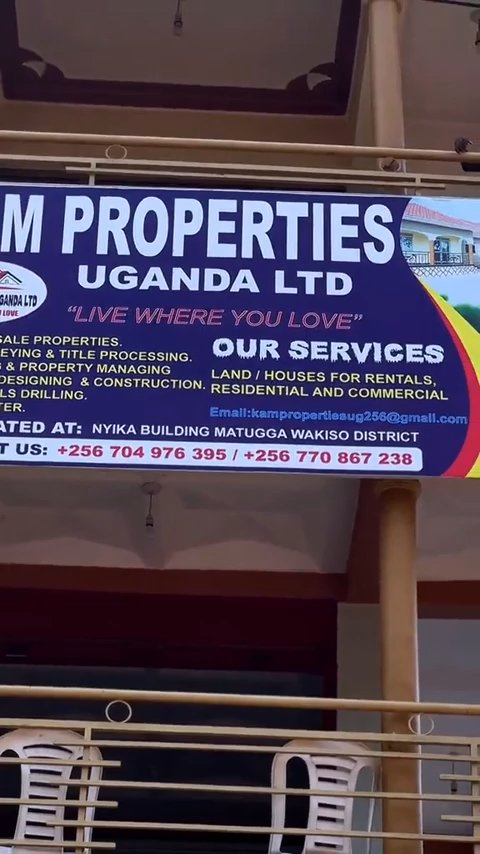 M PROPERTIES
UGANDA LTD
"LIVE WHERE YOU LOVE"
GANDA LTD
LOVE
SALE PROPERTIES.
EYING & TITLE PROCESSING.
& PROPERTY MANAGING
DESIGNING & CONSTRUCTION.
LS DRILLING.
TER.
OUR SERVICES
LAND / HOUSES FOR RENTALS,
RESIDENTIAL AND COMMERCIAL
Email:kampropertiesug256@gmail.com
ATED AT: NYIKA BUILDING MATUGGA WAKISO DISTRICT
T US: +256 704 976 395 / +256 770 867 238